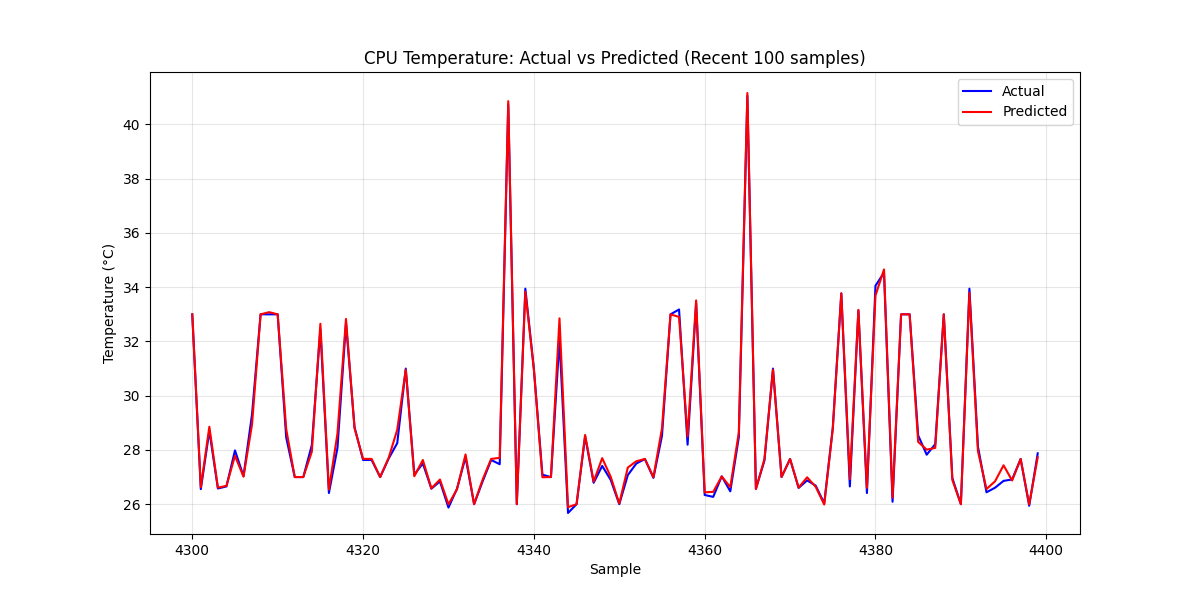 CPU Temperature: Actual vs Predicted (Recent 100 samples)
Actual
Predicted
40
38
36
34
32
30
28
26
Temperature (°C)
4300 4320 4340 4360 4380 4400
Sample